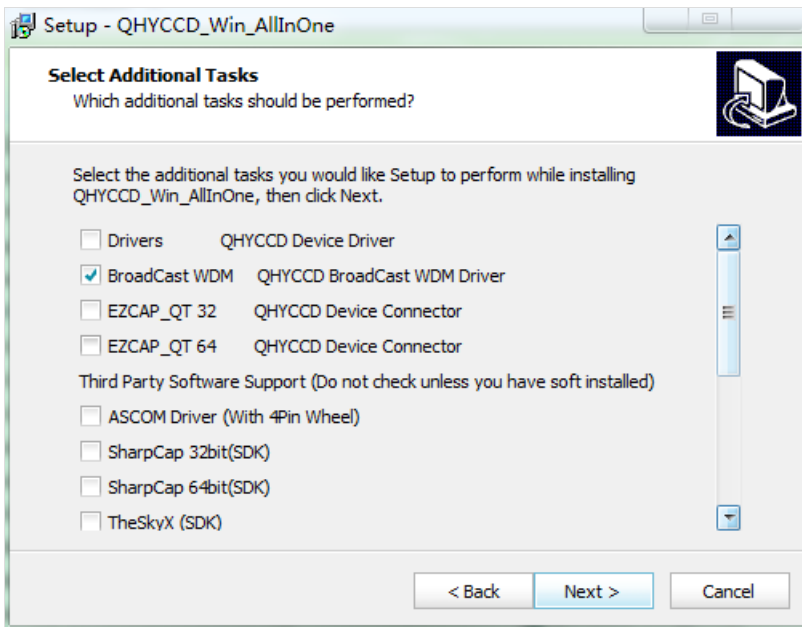 Setup - QHYCCD_Win_AllInOne
Select Additional Tasks
Which additional tasks should be performed?
Select the additional tasks you would like Setup to perform while installing
QHYCCD_Win_AllInOne, then click Next.
Drivers QHYCCD Device Driver
BroadCast WDM QHYCCD BroadCast WDM Driver
EZCAP_QT 32 QHYCCD Device Connector
EZCAP_QT 64 QHYCCD Device Connector
Third Party Software Support (Do not check unless you have soft installed)
ASCOM Driver (With 4Pin Wheel)
SharpCap 32bit(SDK)
SharpCap 64bit(SDK)
TheSkyX (SDK)
< Back Next > Cancel